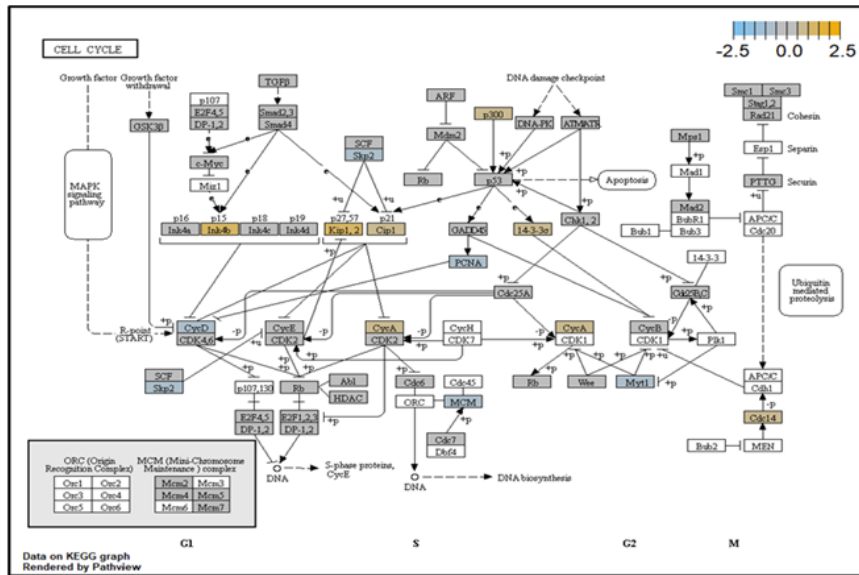 CELL CYCLE
-2.5 0.0 2.5
Growth factor
Growth factor
withdrawal
GSK3β
p107
E2F4,5
DP-1,2
TGFβ
Smad2,3
Smad4
c-Myc
Miz1
SCF
Skp2
ARF
Mdm2
Rb
p300
DNA damage checkpoint
DNA-PK
ATMATR
p53
Apoptosis
Mps1
Mad1
Mad2
BubR1
Bub3
Bub1
Smc1 Smc3
Stag1,2
Rad21
Cohesin
Esp1
Separin
PTTG
Securin
APC/C
Cdc20
MAPK
signaling
pathway
p16 p15 p18 p19 p27,57 p21
Ink4a Ink4b Ink4c Ink4d Kip1, 2 Cip1
GADD45
14-3-3σ
Chk1, 2
PCNA
14-3-3
Cdc25A
Ubiquitin
mediated
proteolysis
R-point
(START)
CycD
CDK4,6
CycE
CDK2
CycA
CDK2
CycH
CDK7
CycA
CDK1
CycB
CDK1
Plk1
SCF
Skp2
p107,130
Rb
Abl
HDAC
Cdc6
ORC
Cdc45
MCM
Rb
Wee
Myt1
APC/C
Cdh1
E2F4,5
DP-1,2
E2F1,2,3
DP-1,2
Cdc7
Dbf4
Cdc14
Bub2
MEN
DNA
S-phase proteins,
CycE
DNA
DNA biosynthesis
ORC (Origin
Recognition Complex)
Orc1 Orc2
Orc3 Orc4
Orc5 Orc6
MCM (Mini-Chromosome
Maintenance ) complex
Mcm2 Mcm3
Mcm4 Mcm5
Mcm6 Mcm7
G1 S G2 M
Data on KEGG graph
Rendered by Pathview